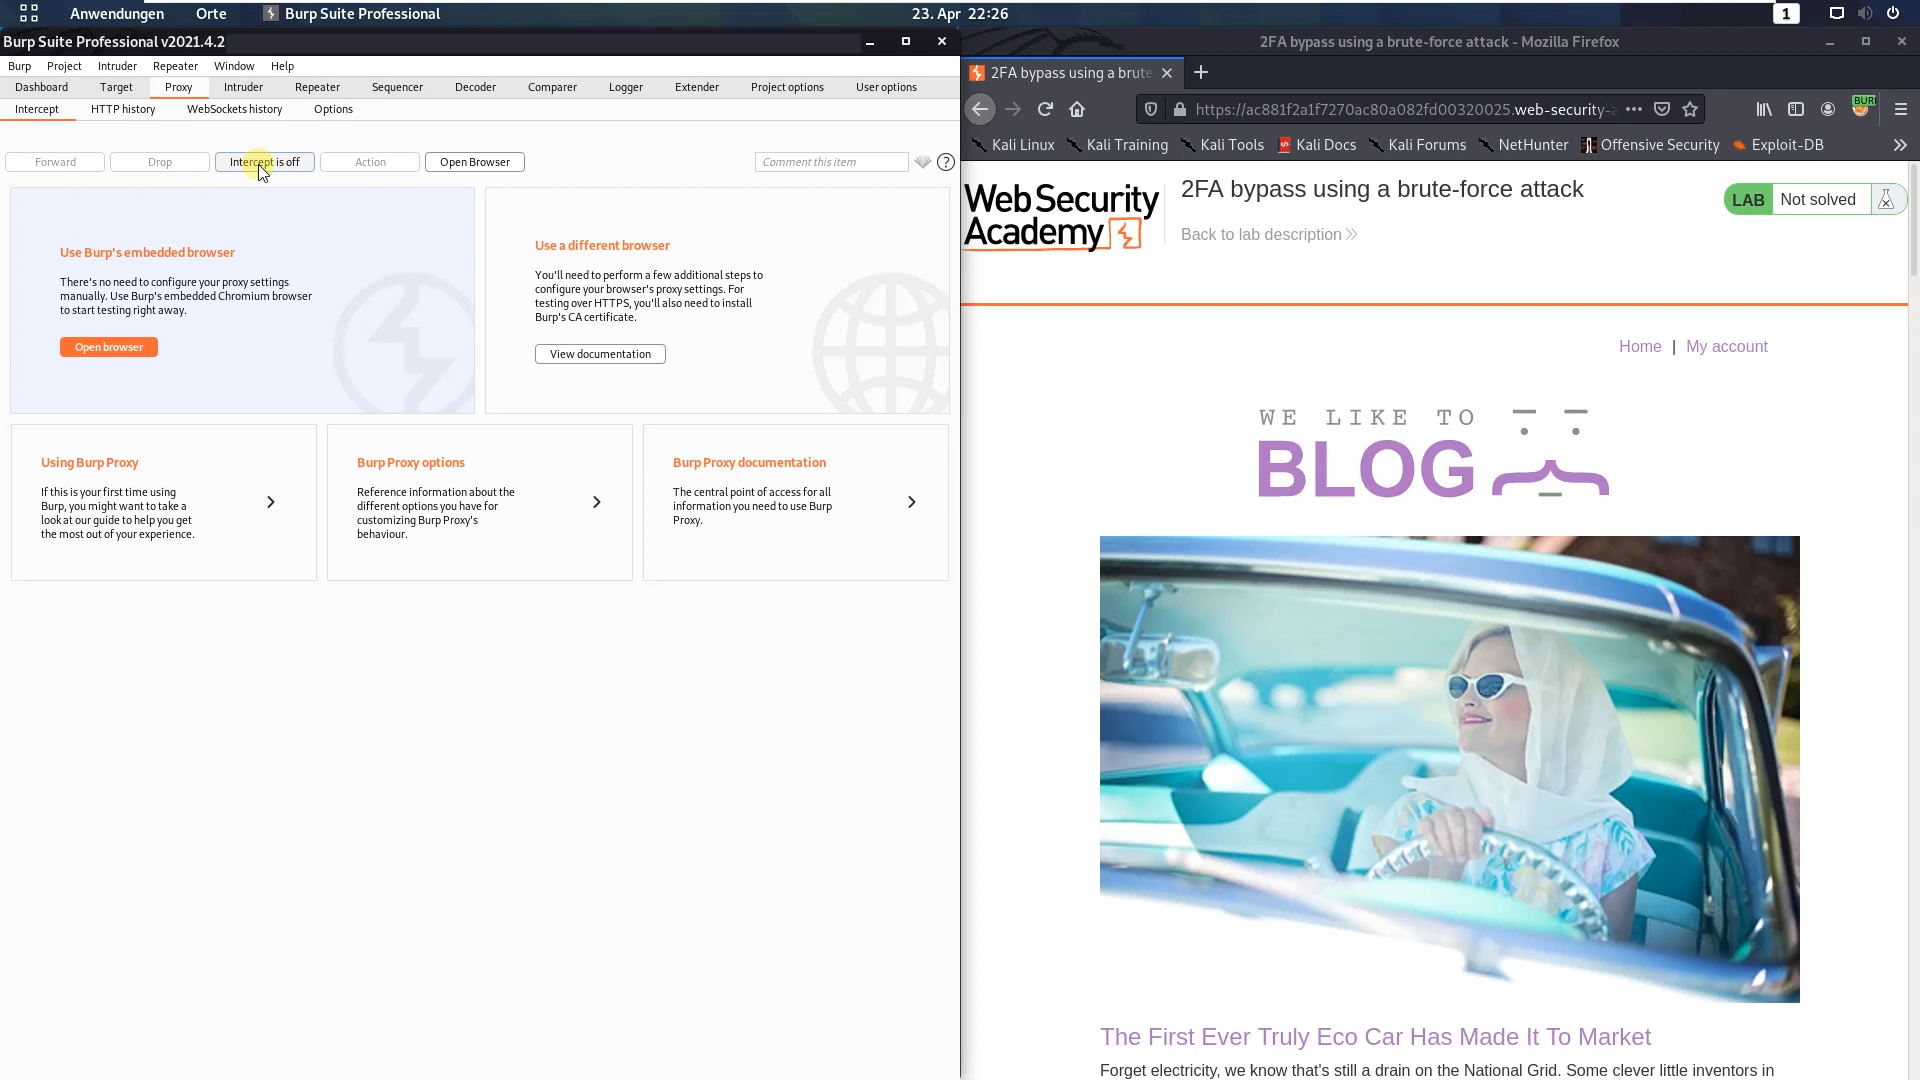 Anwendungen Orte Burp Suite Professional 23. Apr 22:26 1
Burp Suite Professional v2021.4.2
Burp Project Intruder Repeater Window Help
Dashboard Target Proxy Intruder Repeater Sequencer Decoder Comparer Logger Extender Project options User options
Intercept HTTP history WebSockets history Options
Forward Drop Intercept is off Action Open Browser Comment this item ?
Use Burp's embedded browser
There's no need to configure your proxy settings
manually. Use Burp's embedded Chromium browser
to start testing right away.
Open browser
Use a different browser
You'll need to perform a few additional steps to
configure your browser's proxy settings. For
testing over HTTPS, you'll also need to install
Burp's CA certificate.
View documentation
Using Burp Proxy
If this is your first time using
Burp, you might want to take a
look at our guide to help you get
the most out of your experience.
Burp Proxy options
Reference information about the
different options you have for
customizing Burp Proxy's
behaviour.
Burp Proxy documentation
The central point of access for all
information you need to use Burp
Proxy.
2FA bypass using a brute-force attack - Mozilla Firefox
2FA bypass using a brute
https://ac881f2a1f7270ac80a082fd00320025.web-security-
BUR
Kali Linux Kali Training Kali Tools Kali Docs Kali Forums NetHunter Offensive Security Exploit-DB
Web Security
Academy
2FA bypass using a brute-force attack
Back to lab description
LAB Not solved
Home | My account
WE LIKE TO
BLOG
The First Ever Truly Eco Car Has Made It To Market
Forget electricity, we know that's still a drain on the National Grid. Some clever little inventors in